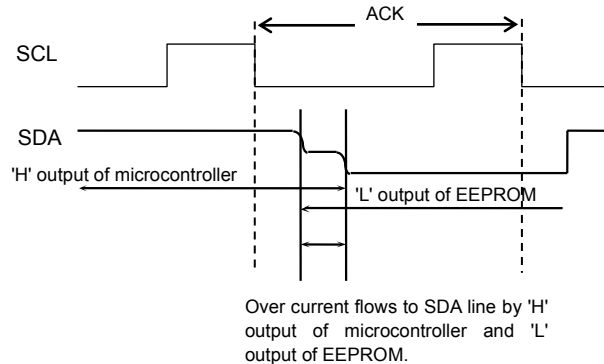 ACK
SCL
SDA
'H' output of microcontroller
'L' output of EEPROM
Over current flows to SDA line by 'H'
output of microcontroller and 'L'
output of EEPROM.